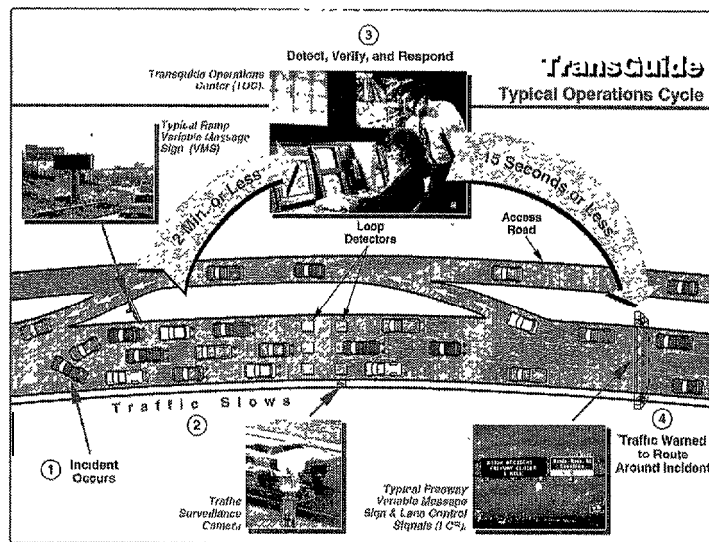 ③
Detect, Verify, and Respond
TransGuide
Typical Operations Cycle
Transguide Operations
Center (TOC).
Typical Ramp
Variable Message
Sign (VMS)
2 Min. or Less
15 Seconds or Less
Loop
Detectors
Access
Road
Traffic Slows
②
① Incident
Occurs
④
Traffic Warned
to Route
Around Incident
Traffic
Surveillance
Camera
Typical Freeway
Variable Message
Sign & Lane Control
Signals